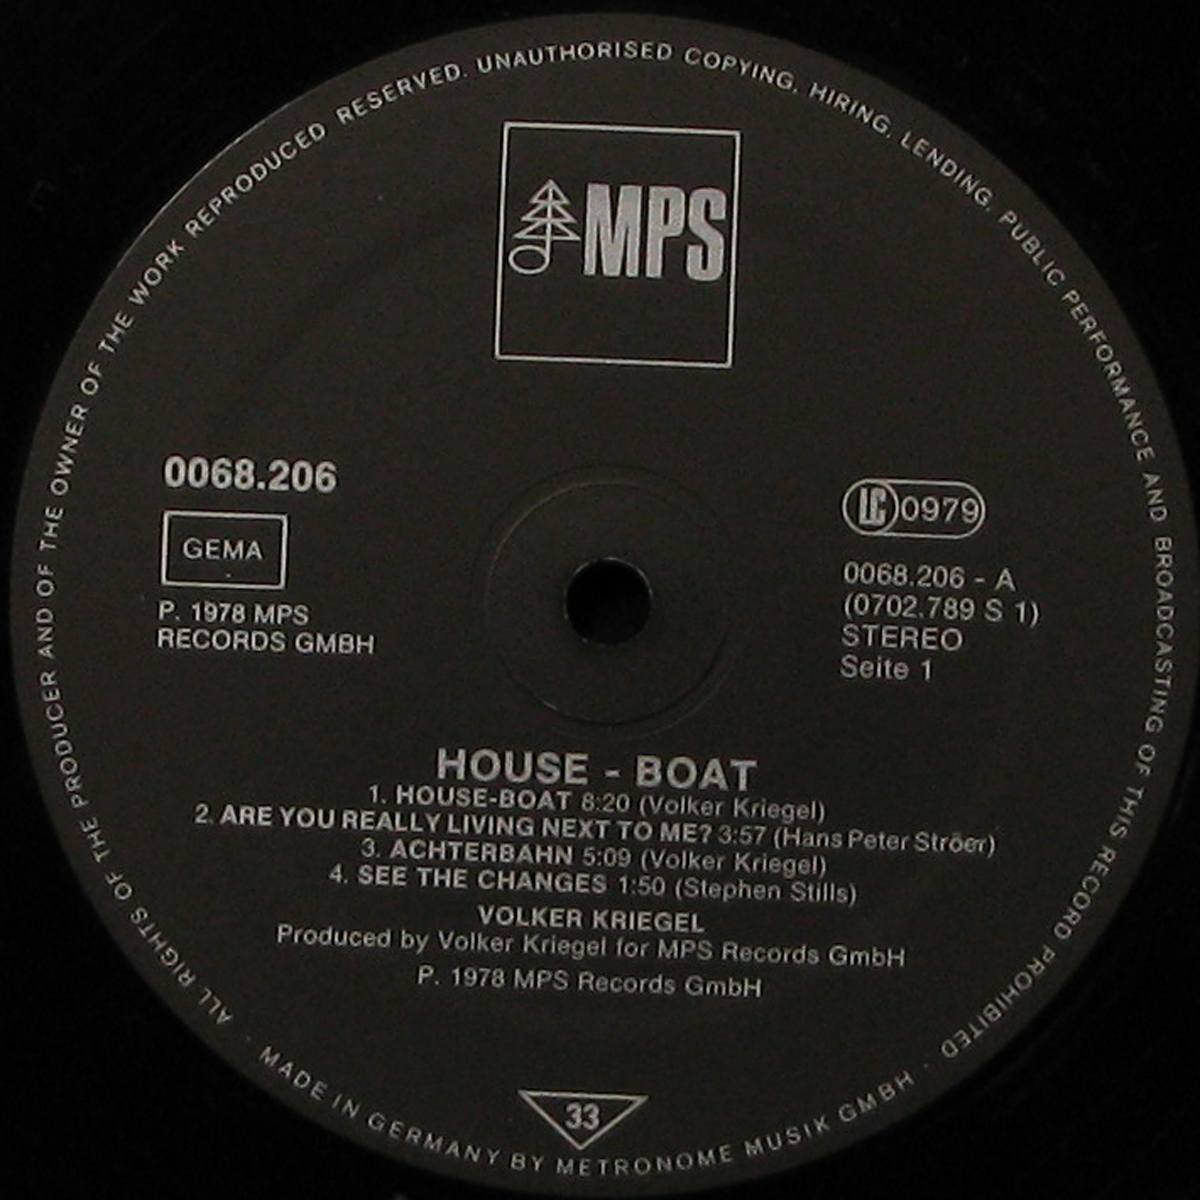 ALL RIGHTS OF THE PRODUCER AND OF THE OWNER OF THE WORK REPRODUCED RESERVED. UNAUTHORISED COPYING, HIRING, LENDING, PUBLIC PERFORMANCE AND BROADCASTING OF THIS RECORD PROHIBITED ·
MPS
0068.206
GEMA
P. 1978 MPS
RECORDS GMBH
LC 0979
0068.206 - A
(0702.789 S 1)
STEREO
Seite 1
HOUSE - BOAT
1. HOUSE-BOAT 8:20 (Volker Kriegel)
2. ARE YOU REALLY LIVING NEXT TO ME? 3:57 (Hans Peter Ströer)
3. ACHTERBAHN 5:09 (Volker Kriegel)
4. SEE THE CHANGES 1:50 (Stephen Stills)
VOLKER KRIEGEL
Produced by Volker Kriegel for MPS Records GmbH
P. 1978 MPS Records GmbH
33
MADE IN GERMANY BY METRONOME MUSIK GMBH ·